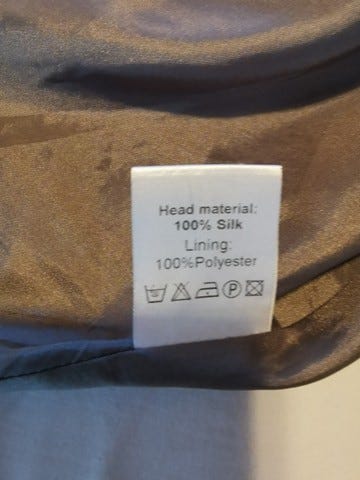 Head material:
100% Silk
Lining:
100%Polyester
P